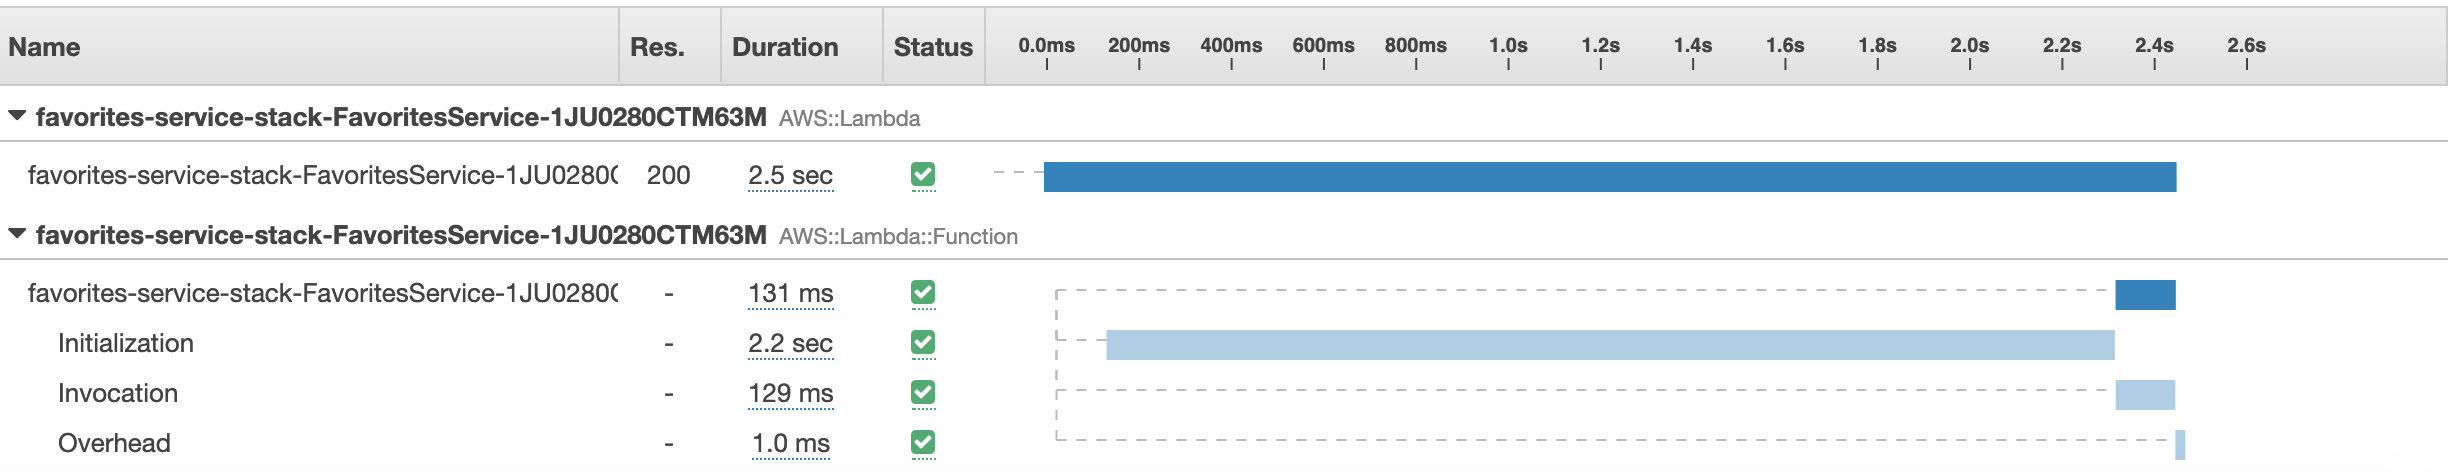 Name Res. Duration Status 0.0ms 200ms 400ms 600ms 800ms 1.0s 1.2s 1.4s 1.6s 1.8s 2.0s 2.2s 2.4s 2.6s
favorites-service-stack-FavoritesService-1JU0280CTM63M AWS::Lambda
favorites-service-stack-FavoritesService-1JU0280C 200 2.5 sec
favorites-service-stack-FavoritesService-1JU0280CTM63M AWS::Lambda::Function
favorites-service-stack-FavoritesService-1JU0280C - 131 ms
Initialization - 2.2 sec
Invocation - 129 ms
Overhead - 1.0 ms